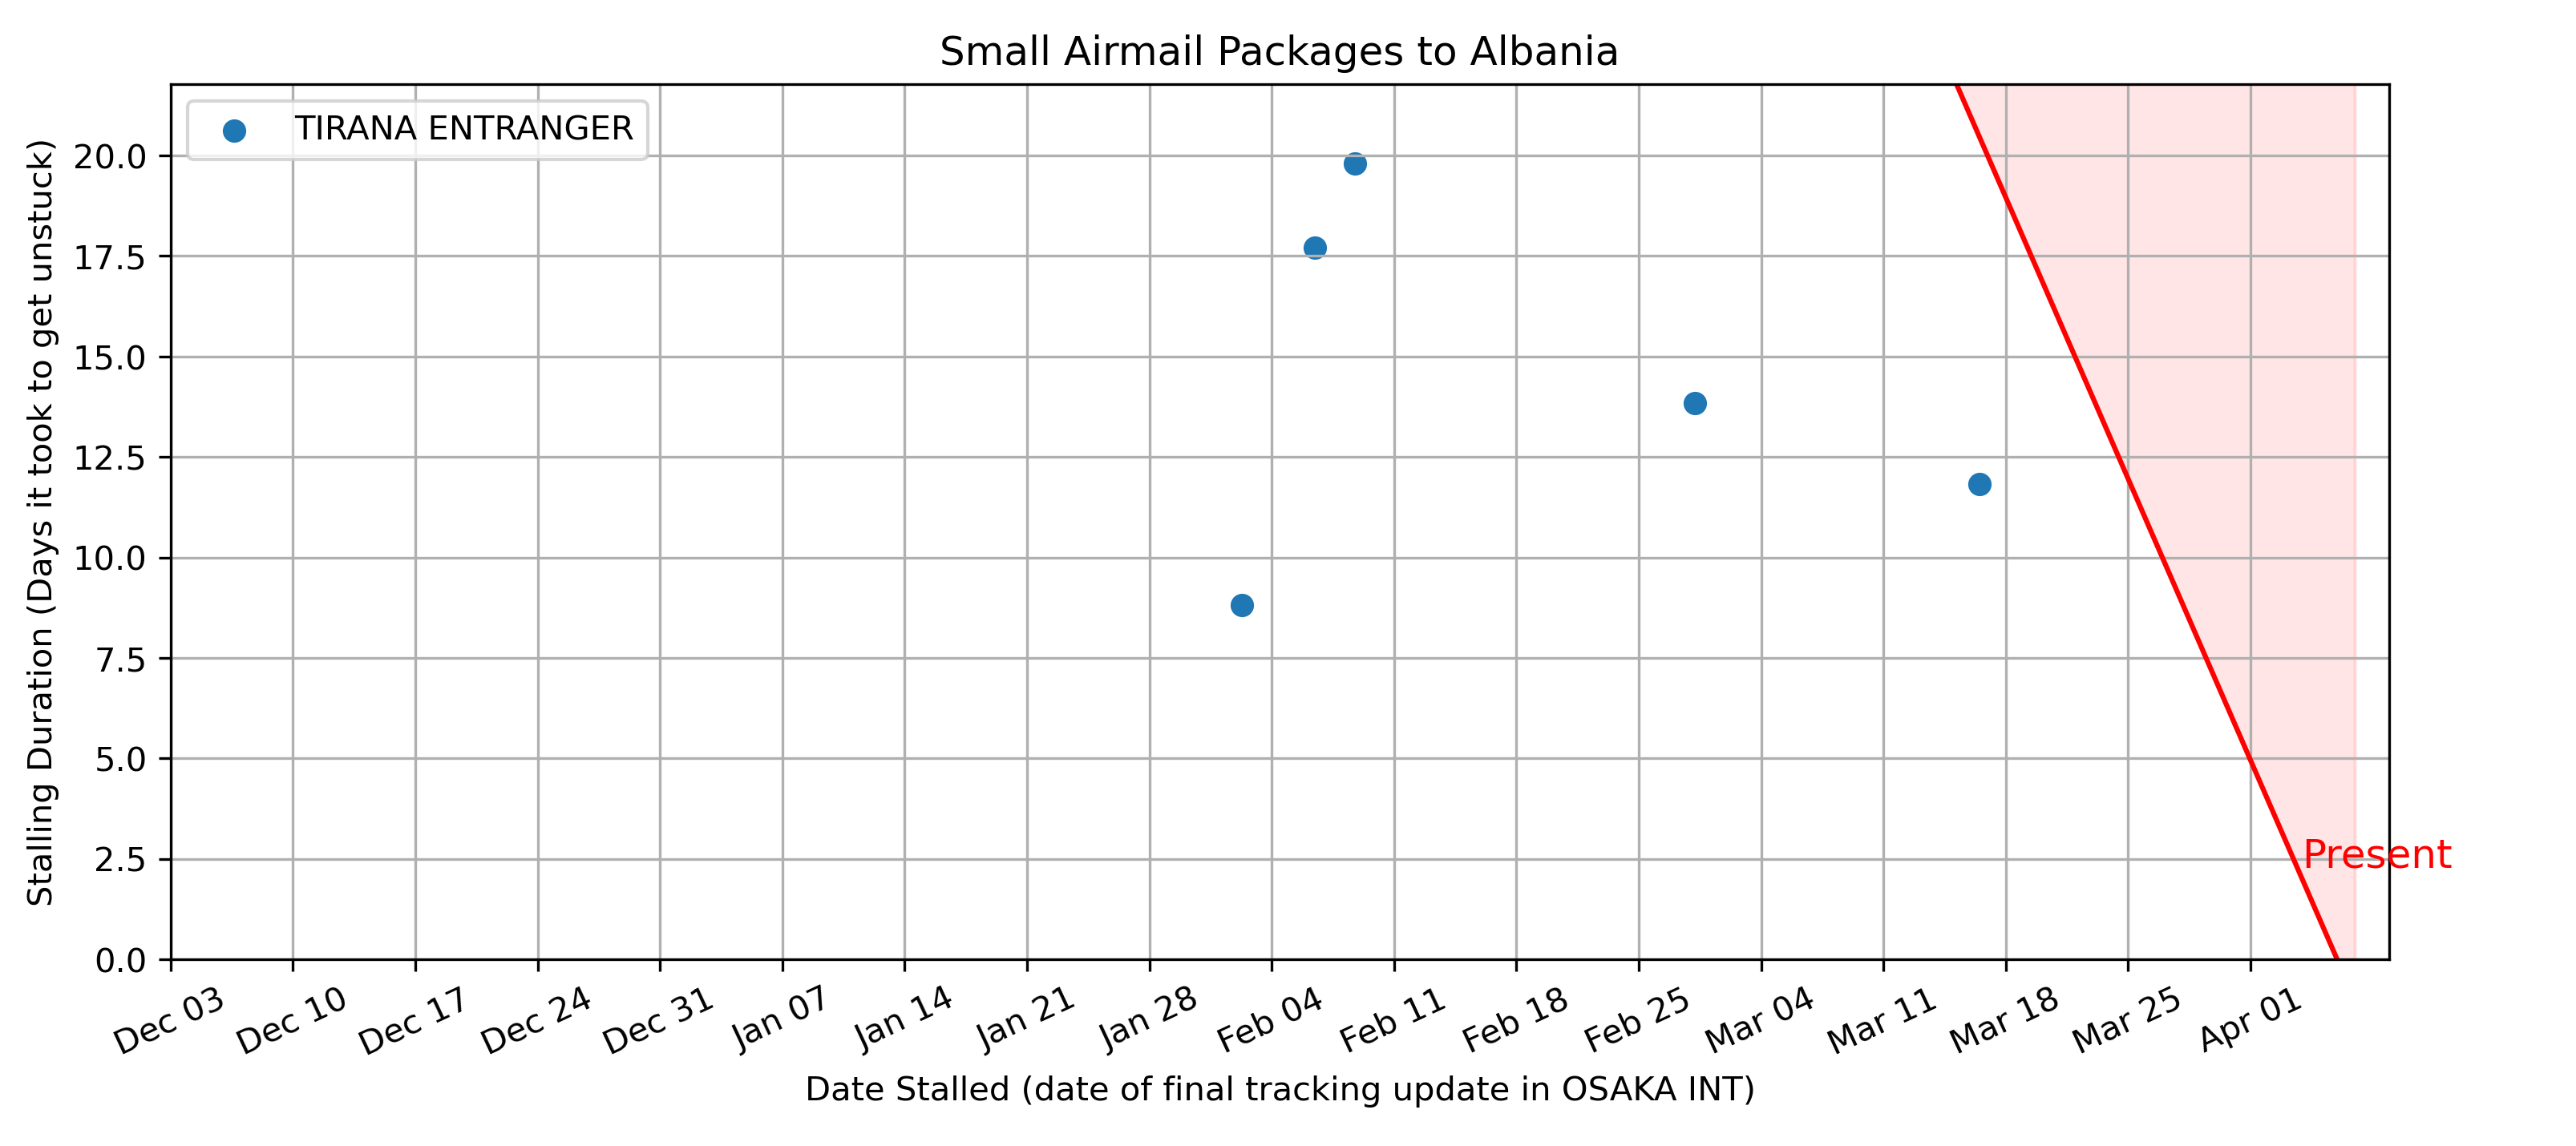 Small Airmail Packages to Albania
TIRANA ENTRANGER
Stalling Duration (Days it took to get unstuck)
20.0
17.5
15.0
12.5
10.0
7.5
5.0
2.5
0.0
Present
Dec 03 Dec 10 Dec 17 Dec 24 Dec 31 Jan 07 Jan 14 Jan 21 Jan 28 Feb 04 Feb 11 Feb 18 Feb 25 Mar 04 Mar 11 Mar 18 Mar 25 Apr 01
Date Stalled (date of final tracking update in OSAKA INT)